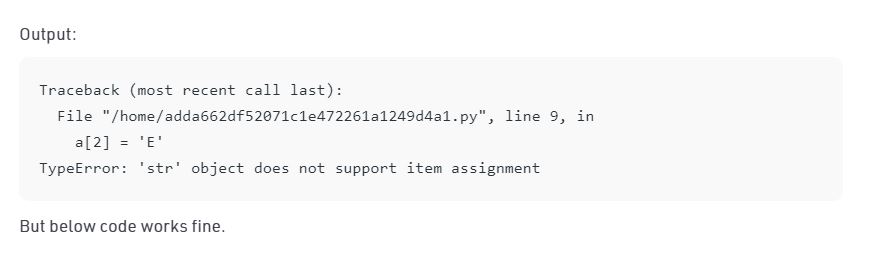 Output:
Traceback (most recent call last):
File "/home/adda662df52071c1e472261a1249d4a1.py", line 9, in
a[2] = 'E'
TypeError: 'str' object does not support item assignment
But below code works fine.